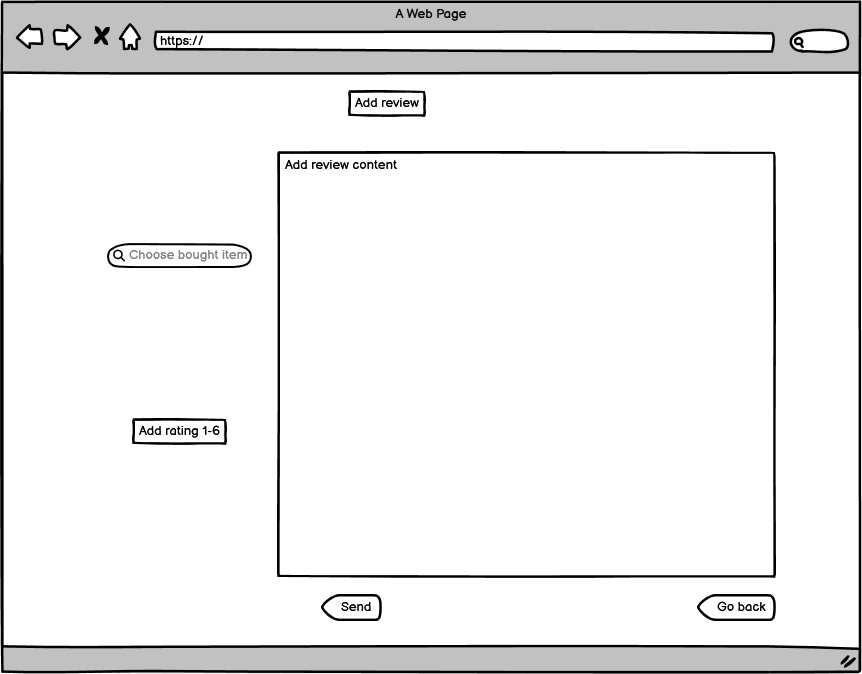 A Web Page
https://
Add review
Add review content
Choose bought item
Add rating 1-6
Send
Go back